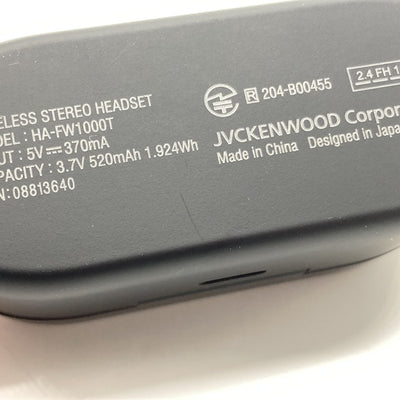 ELESS STEREO HEADSET
DEL : HA-FW1000T
UT : 5V⎓370mA
APACITY : 3.7V 520mAh 1.924Wh
N: 08813640
R 204-B00455
2.4 FH 1
JVCKENWOOD Corpor
Made in China Designed in Japa